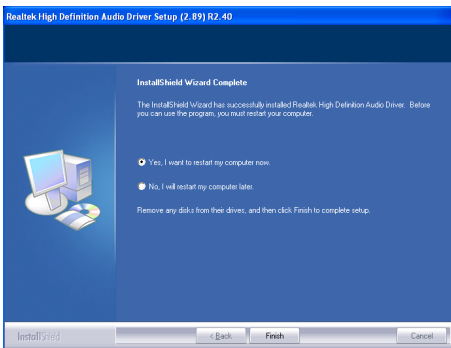 Realtek High Definition Audio Driver Setup (2.89) R2.40
InstallShield Wizard Complete
The InstallShield Wizard has successfully installed Realtek High Definition Audio Driver. Before
you can use the program, you must restart your computer.
Yes, I want to restart my computer now.
No, I will restart my computer later.
Remove any disks from their drives, and then click Finish to complete setup.
InstallShield
< Back
Finish
Cancel